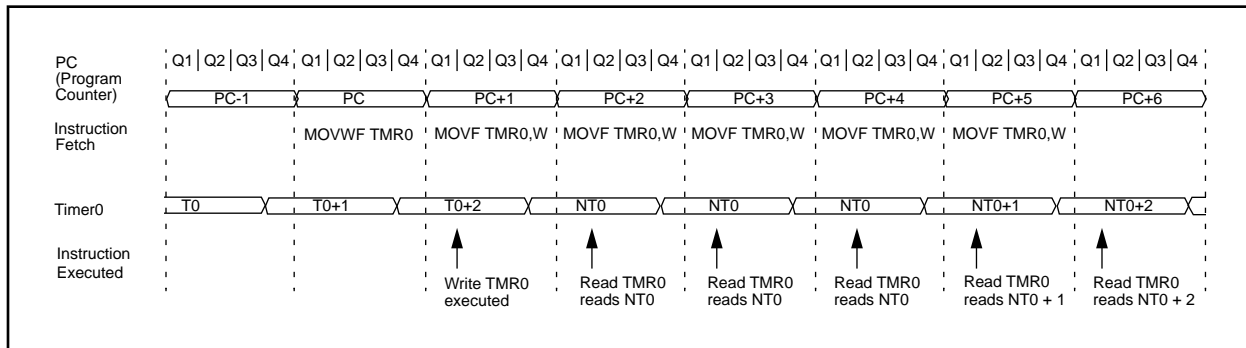 PC
(Program
Counter)
Q1 Q2 Q3 Q4 Q1 Q2 Q3 Q4 Q1 Q2 Q3 Q4 Q1 Q2 Q3 Q4 Q1 Q2 Q3 Q4 Q1 Q2 Q3 Q4 Q1 Q2 Q3 Q4 Q1 Q2 Q3 Q4
PC-1 PC PC+1 PC+2 PC+3 PC+4 PC+5 PC+6
Instruction
Fetch
MOVWF TMR0 MOVF TMR0,W MOVF TMR0,W MOVF TMR0,W MOVF TMR0,W MOVF TMR0,W
Timer0
T0 T0+1 T0+2 NT0 NT0 NT0 NT0+1 NT0+2
Instruction
Executed
Write TMR0
executed
Read TMR0
reads NT0
Read TMR0
reads NT0
Read TMR0
reads NT0
Read TMR0
reads NT0 + 1
Read TMR0
reads NT0 + 2